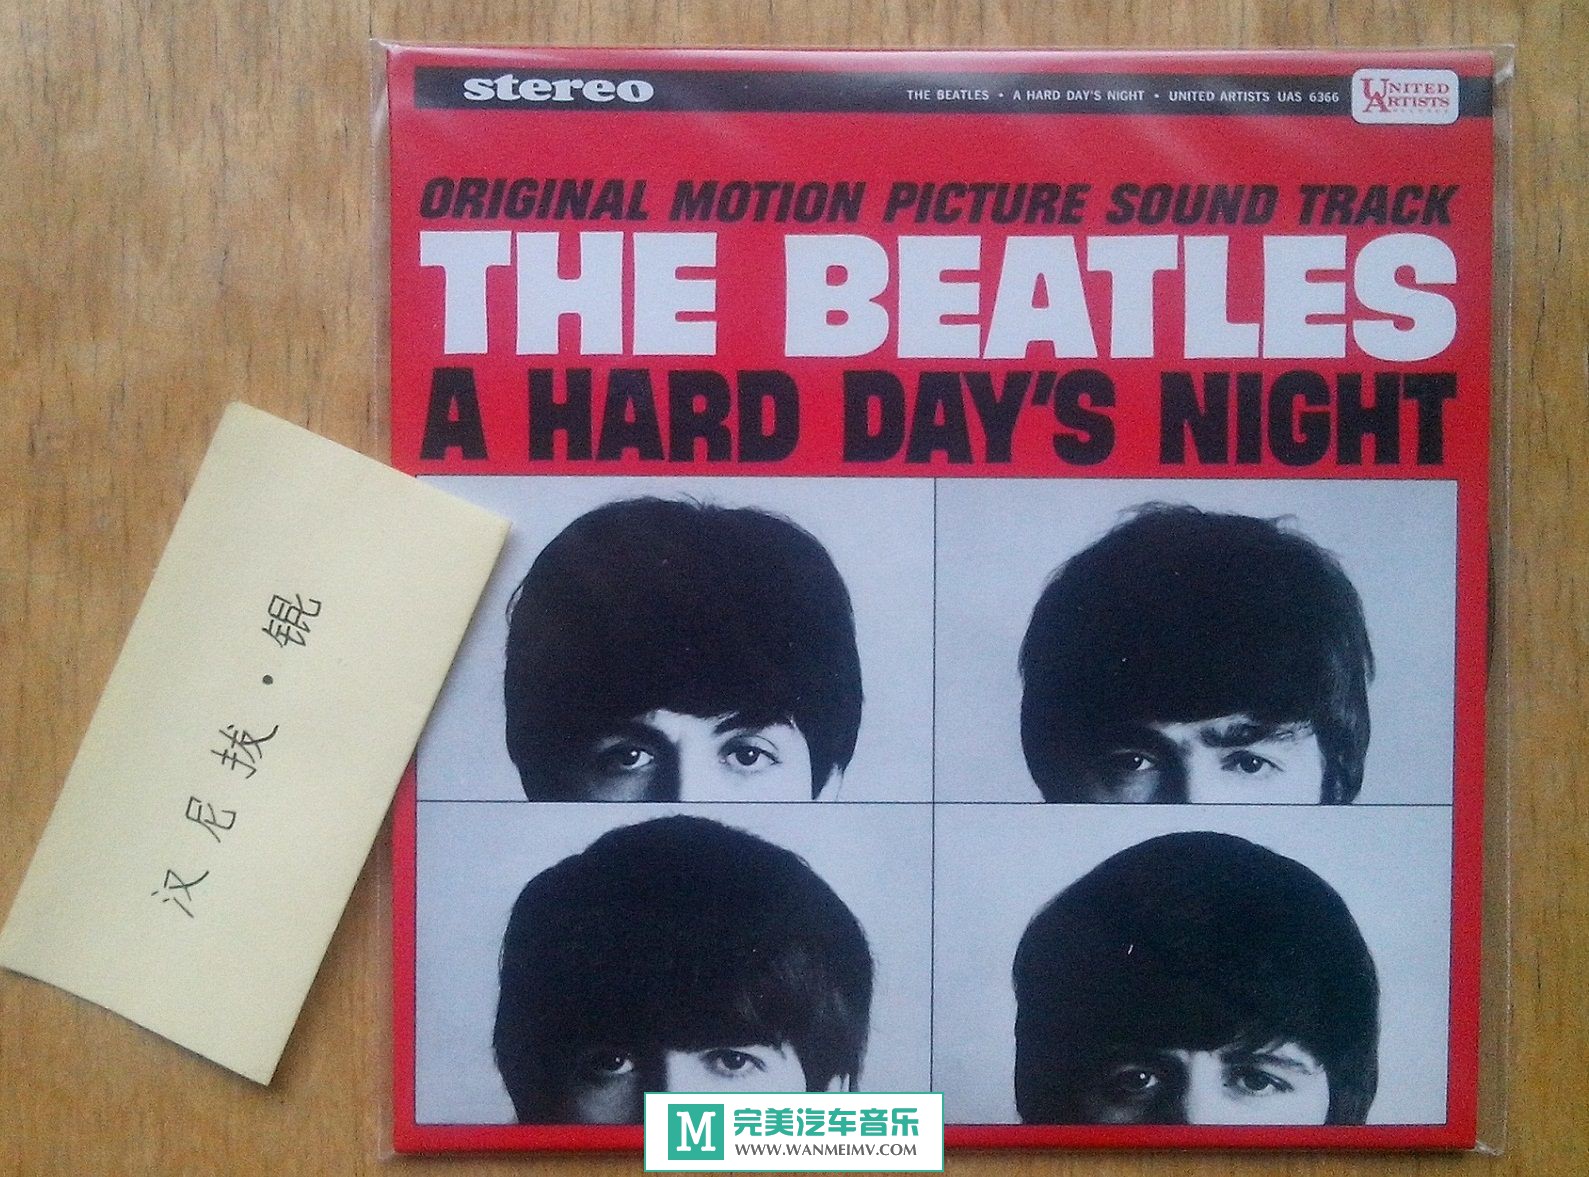 stereo
THE BEATLES • A HARD DAY'S NIGHT • UNITED ARTISTS UAS 6366
UNITED
ARTISTS
RECORDS
ORIGINAL MOTION PICTURE SOUND TRACK
THE BEATLES
A HARD DAY'S NIGHT
汉尼拔·锟
M 完美汽车音乐
WWW.WANMEIMV.COM